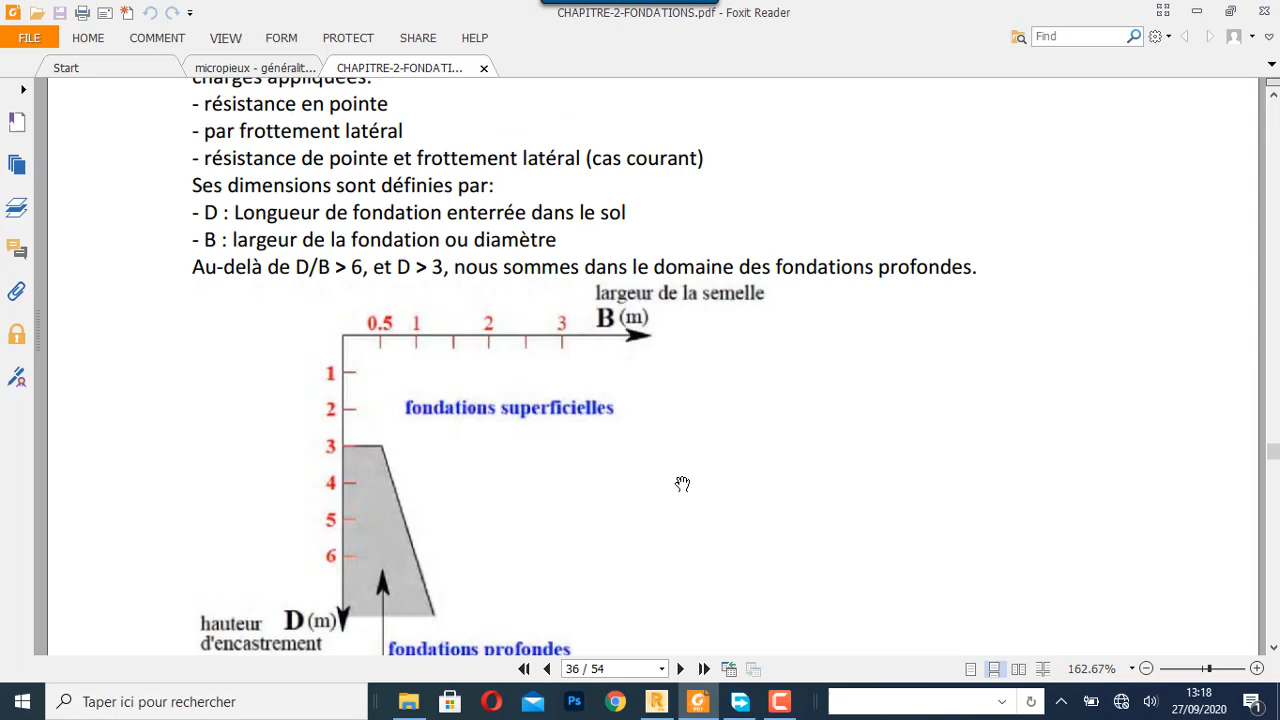 CHAPITRE-2-FONDATIONS.pdf - Foxit Reader
FILE HOME COMMENT VIEW FORM PROTECT SHARE HELP Find
Start micropieux - généralit... CHAPITRE-2-FONDATI...
charges appliquées:
- résistance en pointe
- par frottement latéral
- résistance de pointe et frottement latéral (cas courant)
Ses dimensions sont définies par:
- D : Longueur de fondation enterrée dans le sol
- B : largeur de la fondation ou diamètre
Au-delà de D/B > 6, et D > 3, nous sommes dans le domaine des fondations profondes.
largeur de la semelle
B (m)
0.5 1 2 3
1
2
fondations superficielles
3
4
5
6
hauteur D (m)
d'encastrement
fondations profondes
36 / 54 162.67%
Taper ici pour rechercher
Ps
R
13:18
27/09/2020
1